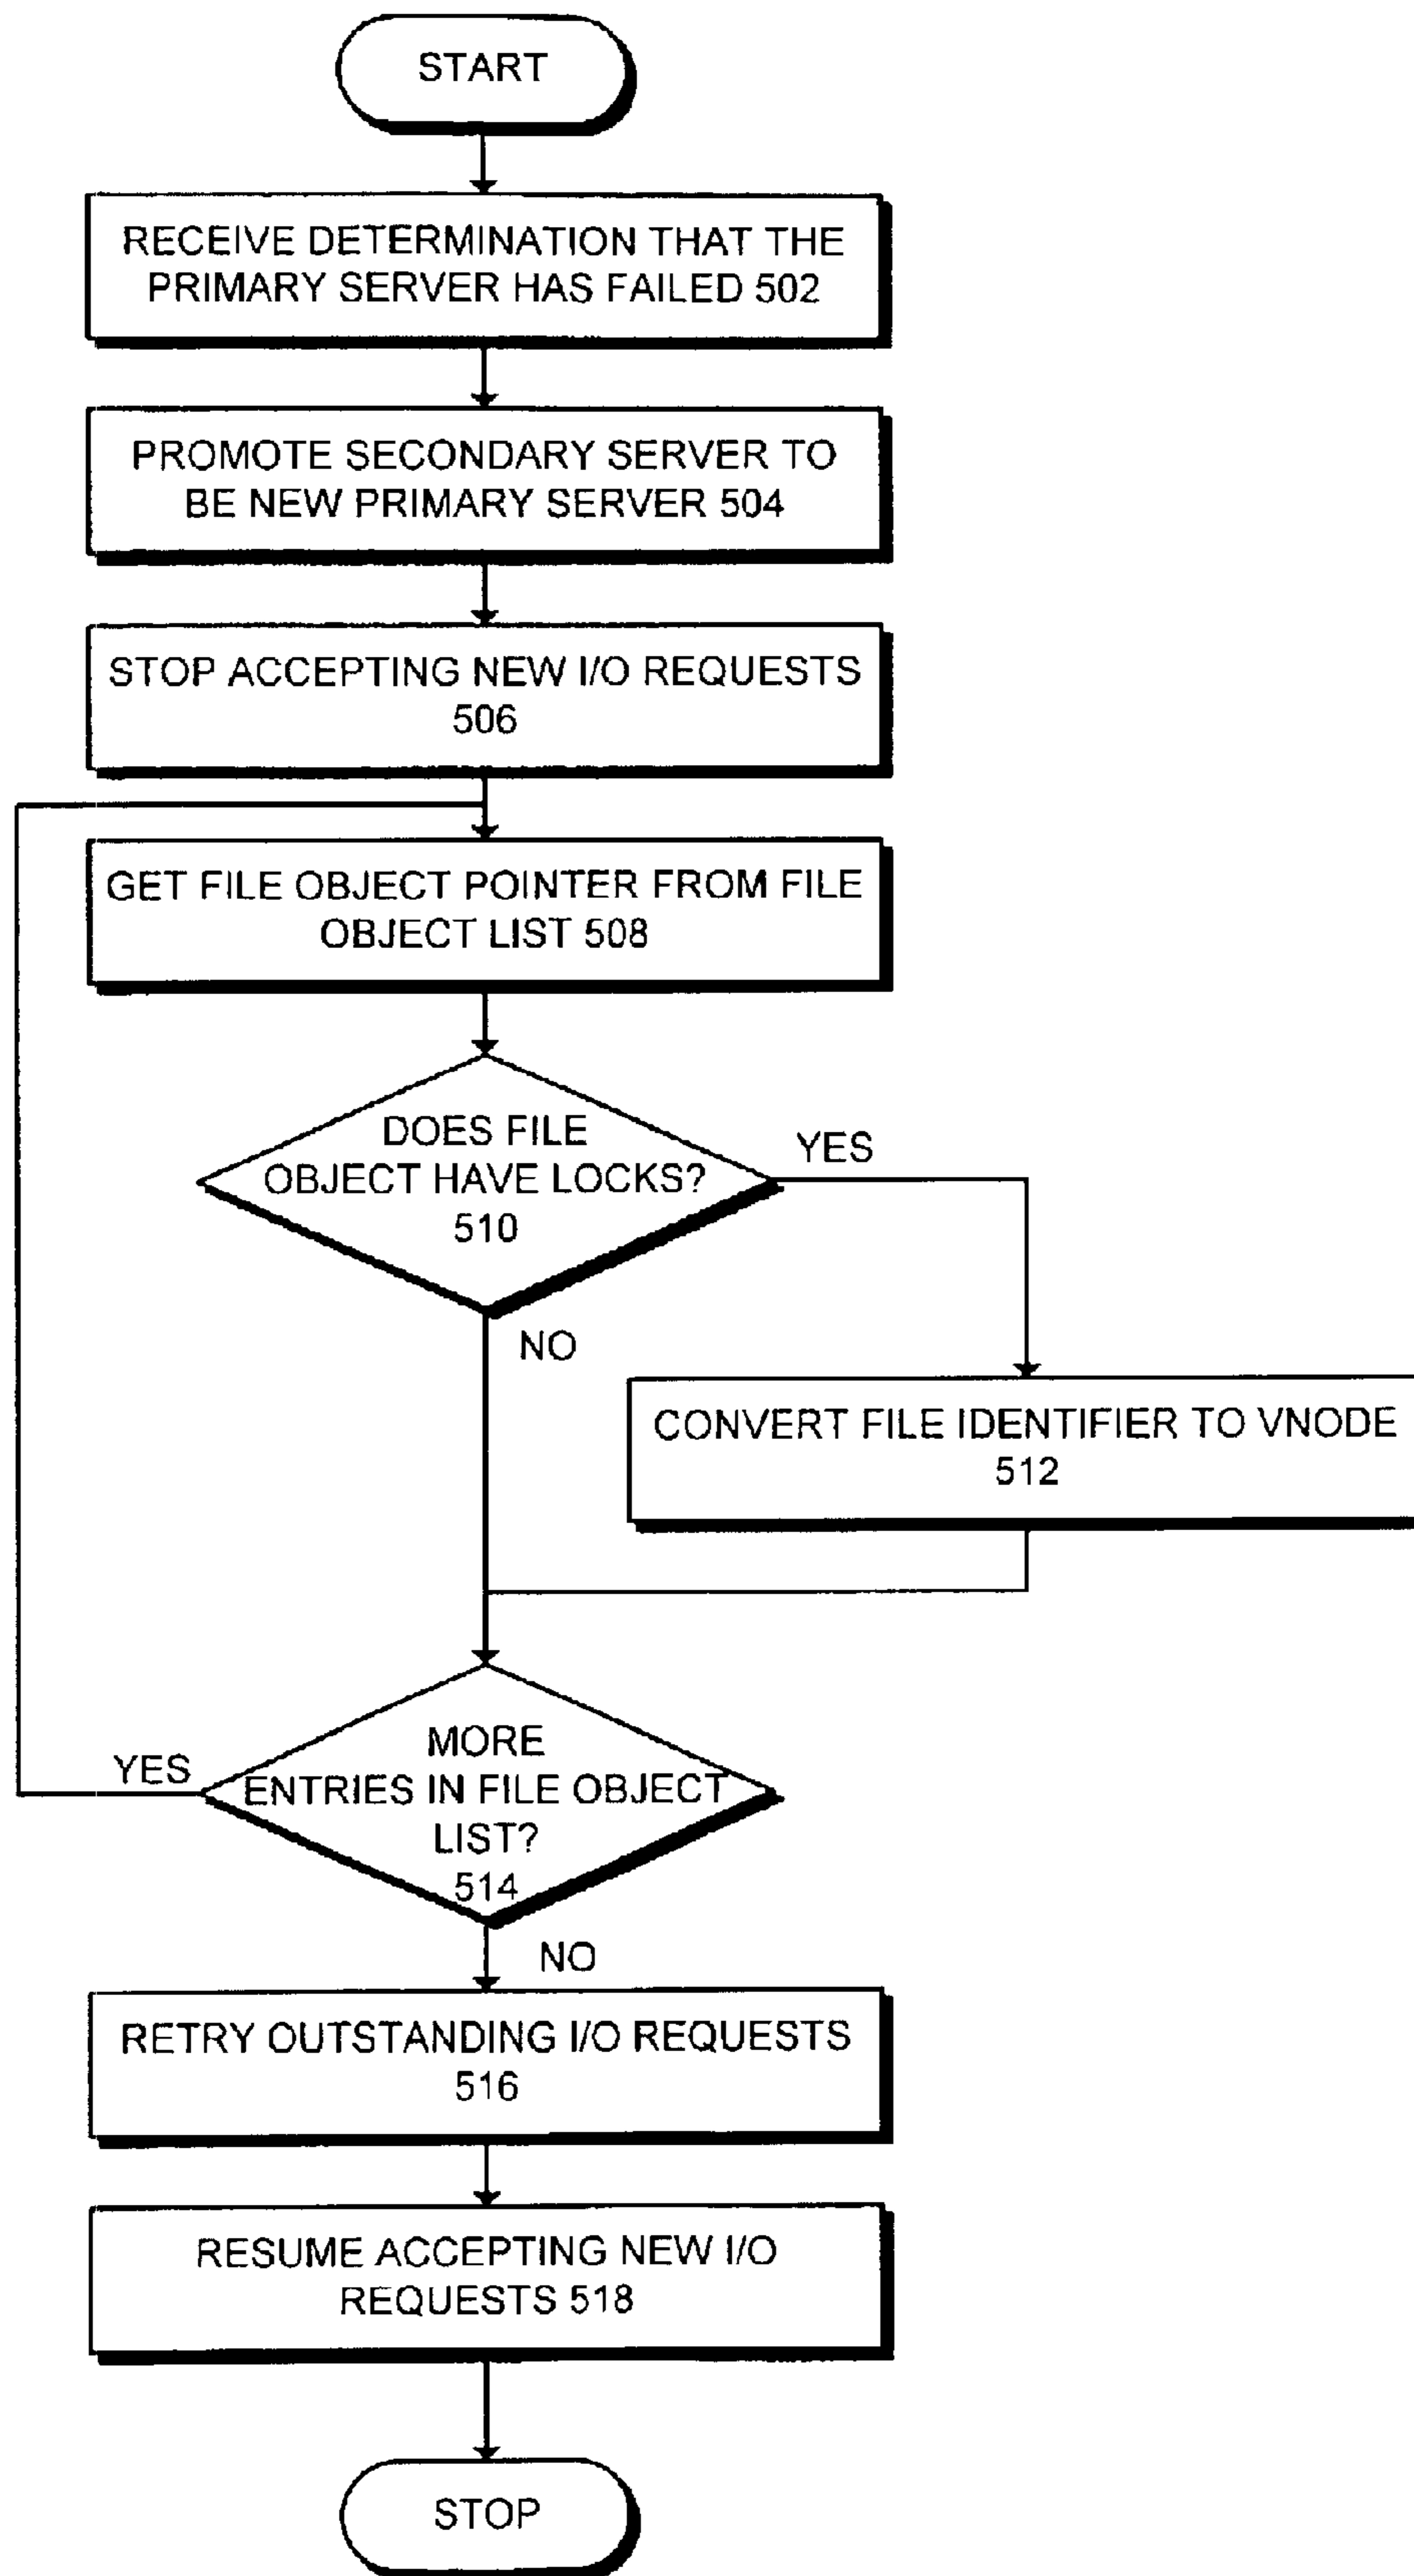 START
RECEIVE DETERMINATION THAT THE
PRIMARY SERVER HAS FAILED 502
PROMOTE SECONDARY SERVER TO
BE NEW PRIMARY SERVER 504
STOP ACCEPTING NEW I/O REQUESTS
506
GET FILE OBJECT POINTER FROM FILE
OBJECT LIST 508
DOES FILE
OBJECT HAVE LOCKS?
510
YES
NO
CONVERT FILE IDENTIFIER TO VNODE
512
MORE
ENTRIES IN FILE OBJECT
LIST?
514
YES
NO
RETRY OUTSTANDING I/O REQUESTS
516
RESUME ACCEPTING NEW I/O
REQUESTS 518
STOP